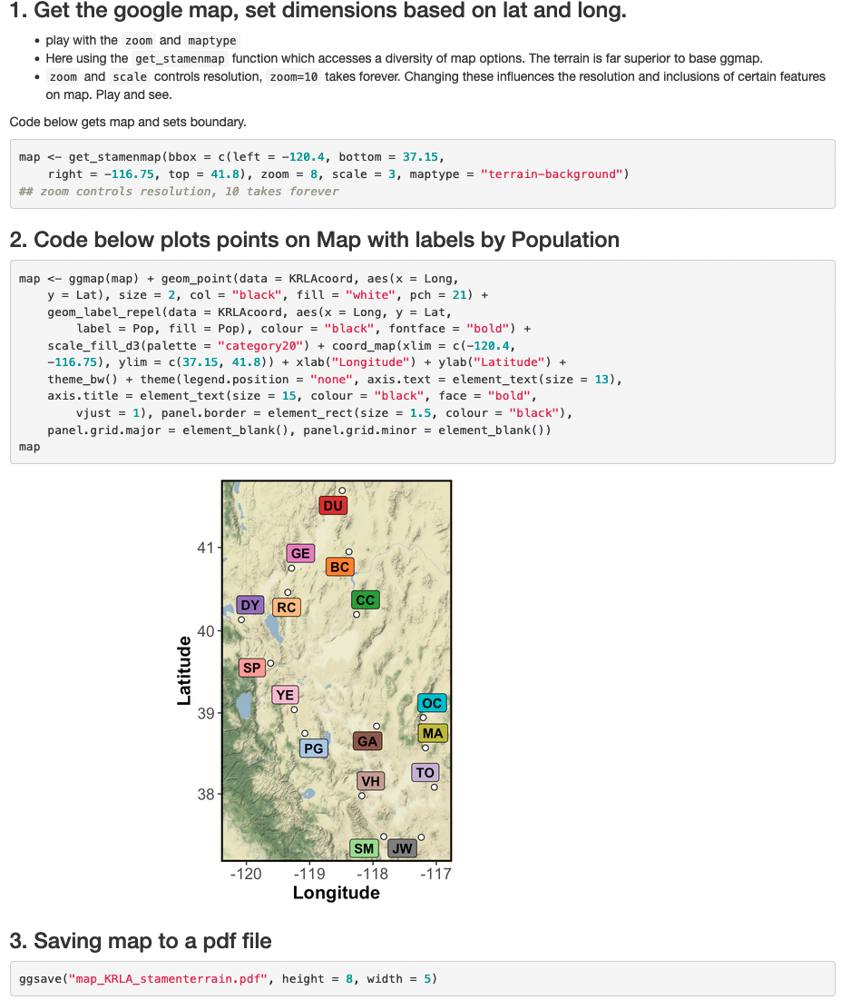 1. Get the google map, set dimensions based on lat and long.
• play with the zoom and maptype
• Here using the get_stamenmap function which accesses a diversity of map options. The terrain is far superior to base ggmap.
• zoom and scale controls resolution, zoom=10 takes forever. Changing these influences the resolution and inclusions of certain features
on map. Play and see.
Code below gets map and sets boundary.
map <- get_stamenmap(bbox = c(left = -120.4, bottom = 37.15,
    right = -116.75, top = 41.8), zoom = 8, scale = 3, maptype = "terrain-background")
## zoom controls resolution, 10 takes forever
2. Code below plots points on Map with labels by Population
map <- ggmap(map) + geom_point(data = KRLAcoord, aes(x = Long,
    y = Lat), size = 2, col = "black", fill = "white", pch = 21) +
    geom_label_repel(data = KRLAcoord, aes(x = Long, y = Lat,
        label = Pop, fill = Pop), colour = "black", fontface = "bold") +
    scale_fill_d3(palette = "category20") + coord_map(xlim = c(-120.4,
    -116.75), ylim = c(37.15, 41.8)) + xlab("Longitude") + ylab("Latitude") +
    theme_bw() + theme(legend.position = "none", axis.text = element_text(size = 13),
    axis.title = element_text(size = 15, colour = "black", face = "bold",
        vjust = 1), panel.border = element_rect(size = 1.5, colour = "black"),
    panel.grid.major = element_blank(), panel.grid.minor = element_blank())
map
DU
41
GE
BC
CC
DY
RC
40
Latitude
SP
YE
OC
39
MA
GA
PG
TO
VH
38
SM
JW
-120 -119 -118 -117
Longitude
3. Saving map to a pdf file
ggsave("map_KRLA_stamenterrain.pdf", height = 8, width = 5)